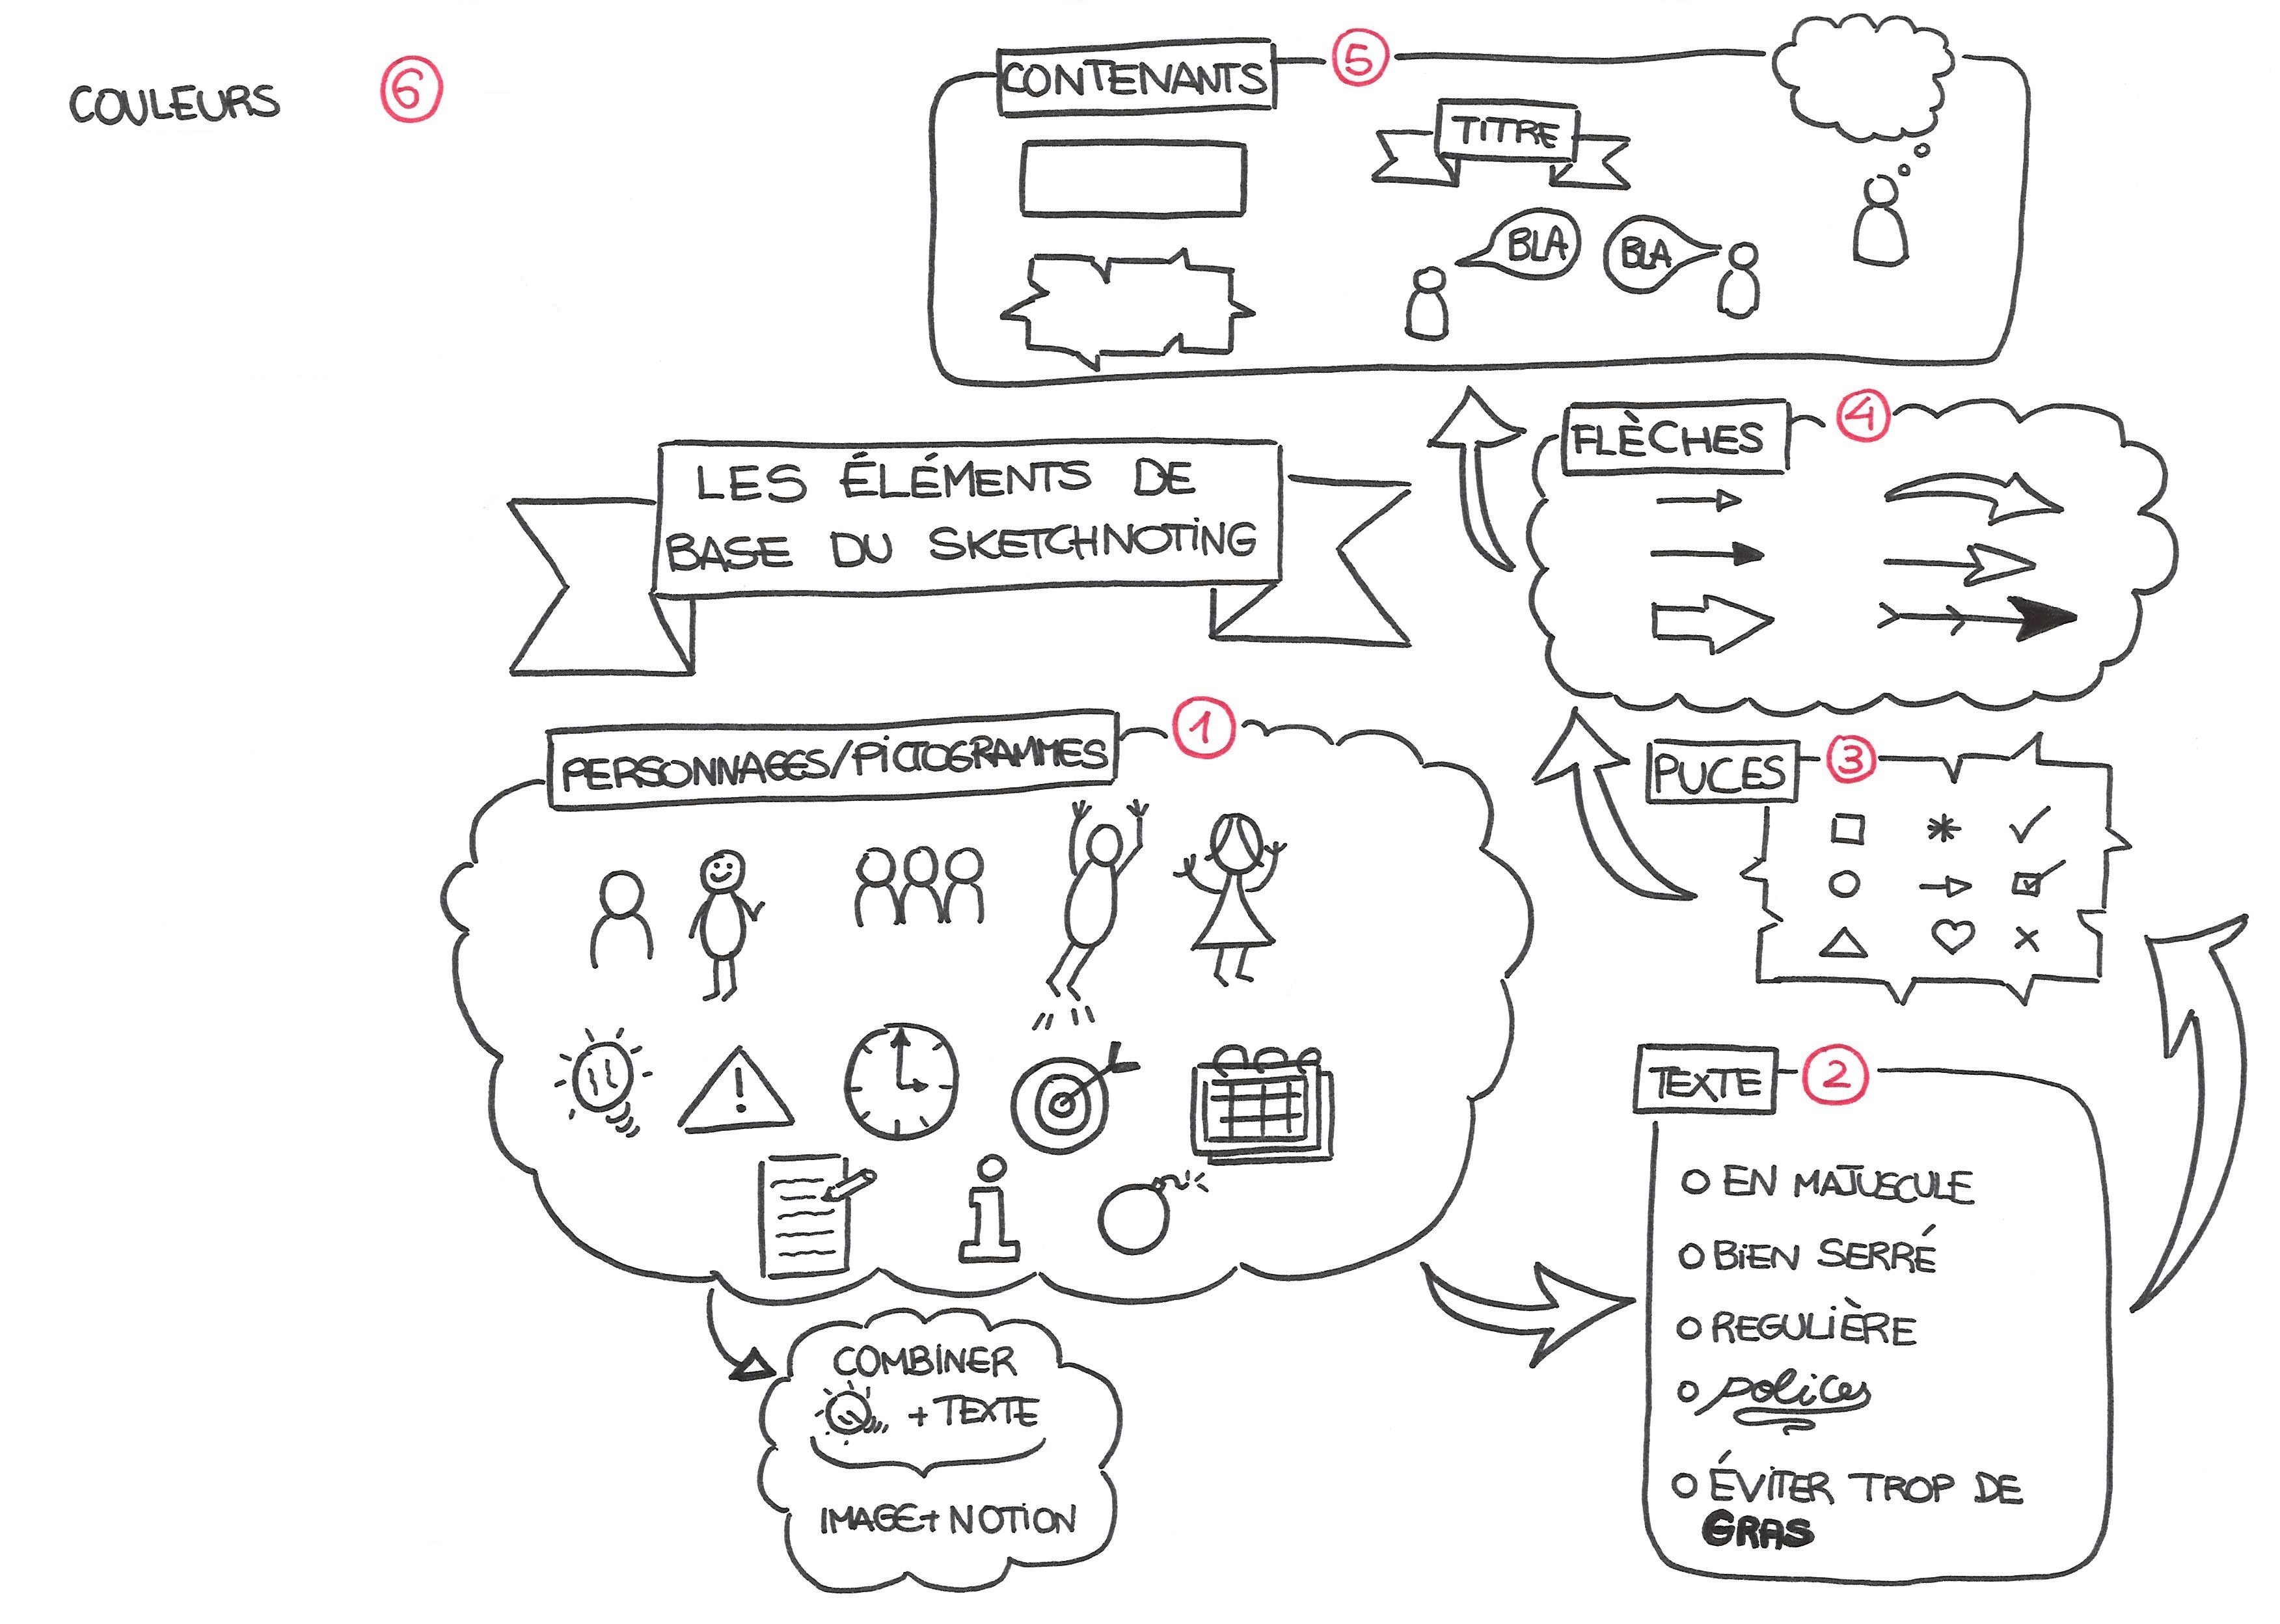 COULEURS 6
CONTENANTS 5
TITRE
BLA
BLA
FLÈCHES 4
LES ÉLÉMENTS DE
BASE DU SKETCHNOTING
PERSONNAGES/PICTOGRAMMES 1
PUCES 3
TEXTE 2
O EN MAJUSCULE
O BIEN SERRÉ
O REGULIÈRE
O polices
O ÉVITER TROP DE
GRAS
COMBINER
+ TEXTE
IMAGE + NOTION